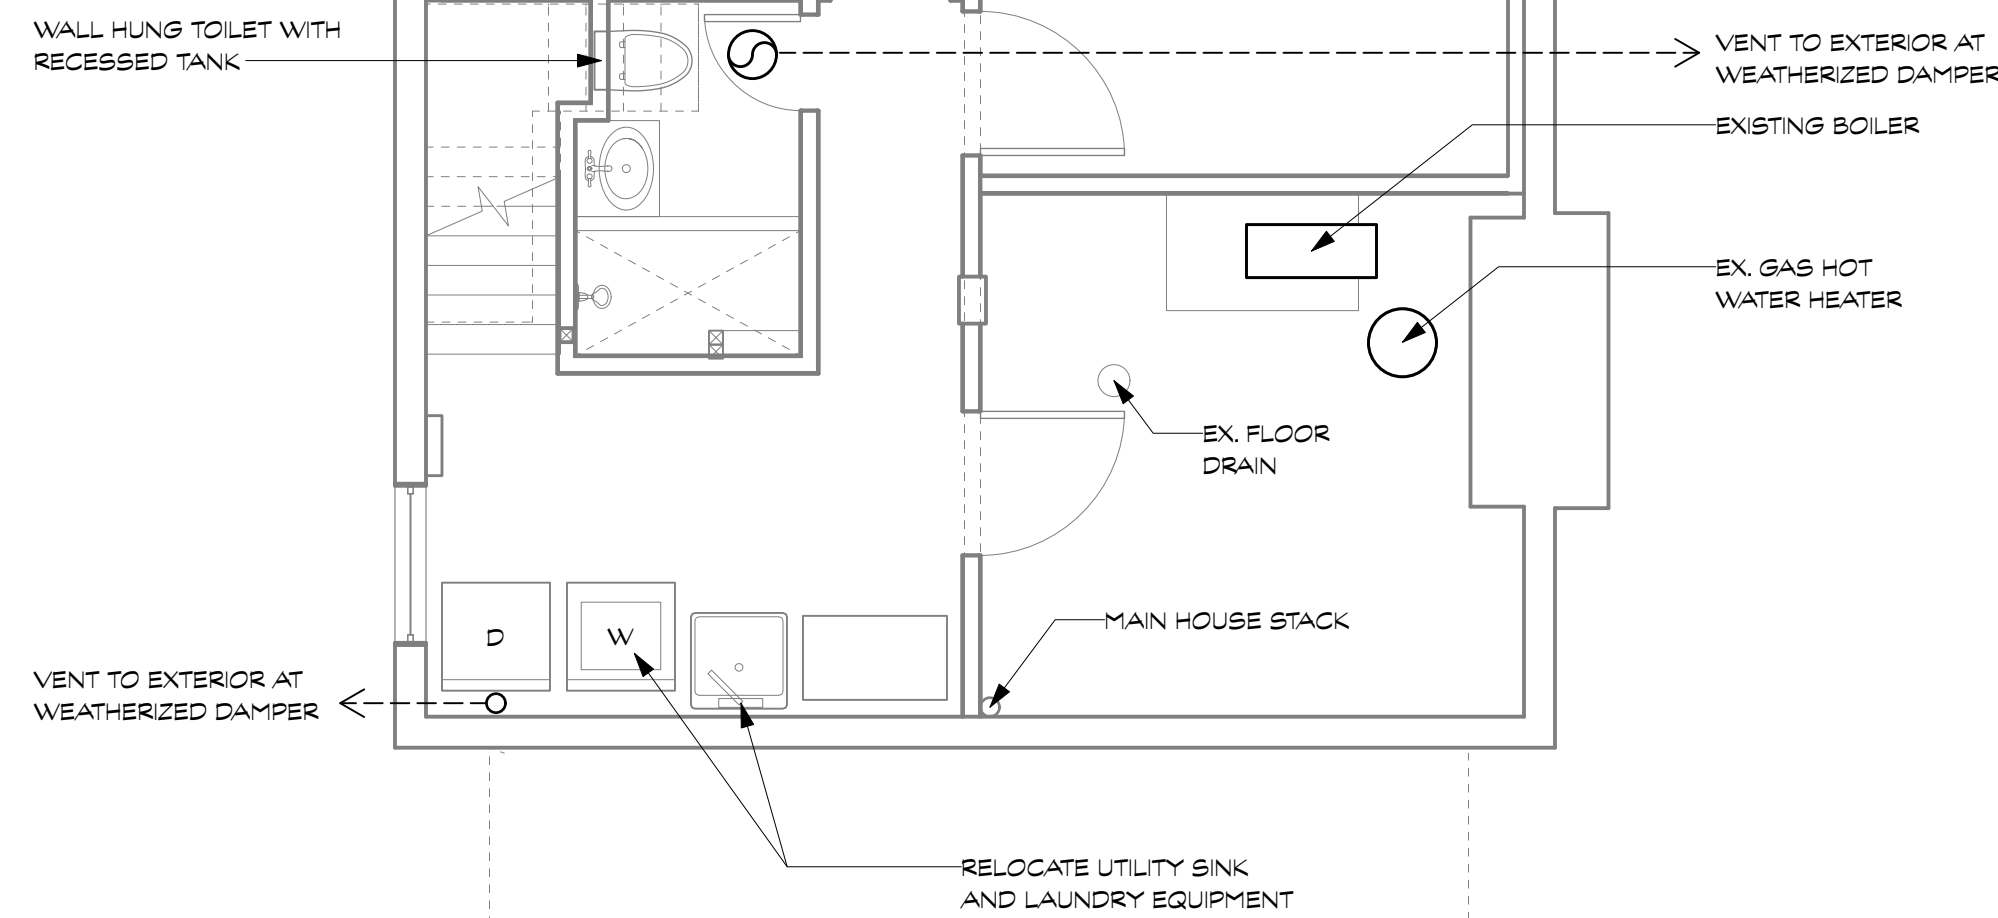 WALL HUNG TOILET WITH
RECESSED TANK
VENT TO EXTERIOR AT
WEATHERIZED DAMPER
EXISTING BOILER
EX. GAS HOT
WATER HEATER
EX. FLOOR
DRAIN
MAIN HOUSE STACK
D
W
VENT TO EXTERIOR AT
WEATHERIZED DAMPER
RELOCATE UTILITY SINK
AND LAUNDRY EQUIPMENT